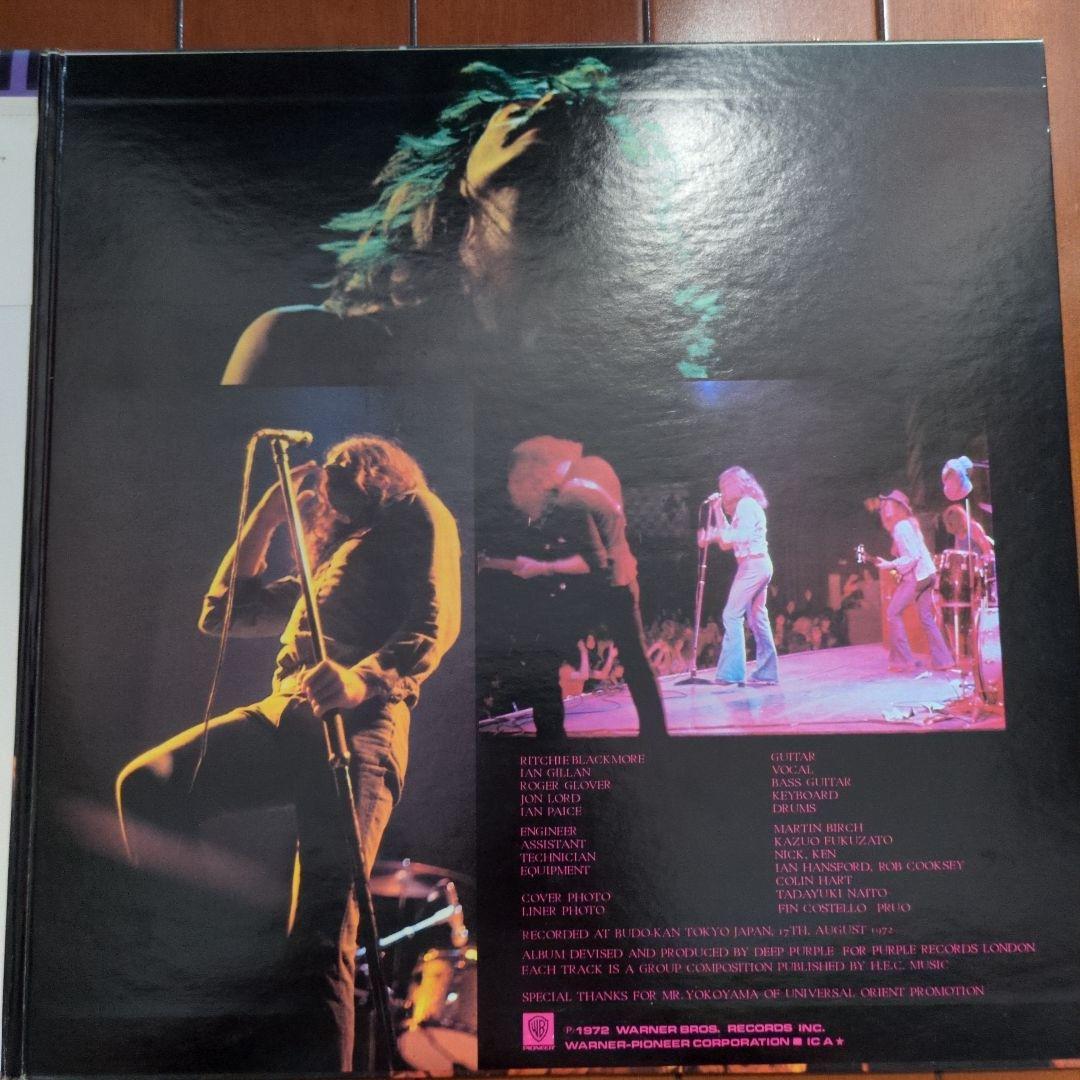 RITCHIE BLACKMORE GUITAR
IAN GILLAN VOCAL
ROGER GLOVER BASS GUITAR
JON LORD KEYBOARD
IAN PAICE DRUMS
ENGINEER MARTIN BIRCH
ASSISTANT KAZUO FUKUZATO
TECHNICIAN NICK, KEN
EQUIPMENT IAN HANSFORD, ROB COOKSEY
COLIN HART
COVER PHOTO TADAYUKI NAITO
LINER PHOTO FIN COSTELLO PRUO
RECORDED AT BUDO-KAN TOKYO JAPAN, 17TH, AUGUST 1972
ALBUM DEVISED AND PRODUCED BY DEEP PURPLE FOR PURPLE RECORDS LONDON
EACH TRACK IS A GROUP COMPOSITION PUBLISHED BY H.E.C. MUSIC
SPECIAL THANKS FOR MR. YOKOYAMA OF UNIVERSAL ORIENT PROMOTION
WB
PIONEER
℗1972 WARNER BROS. RECORDS INC.
WARNER-PIONEER CORPORATION ■ IC A ★